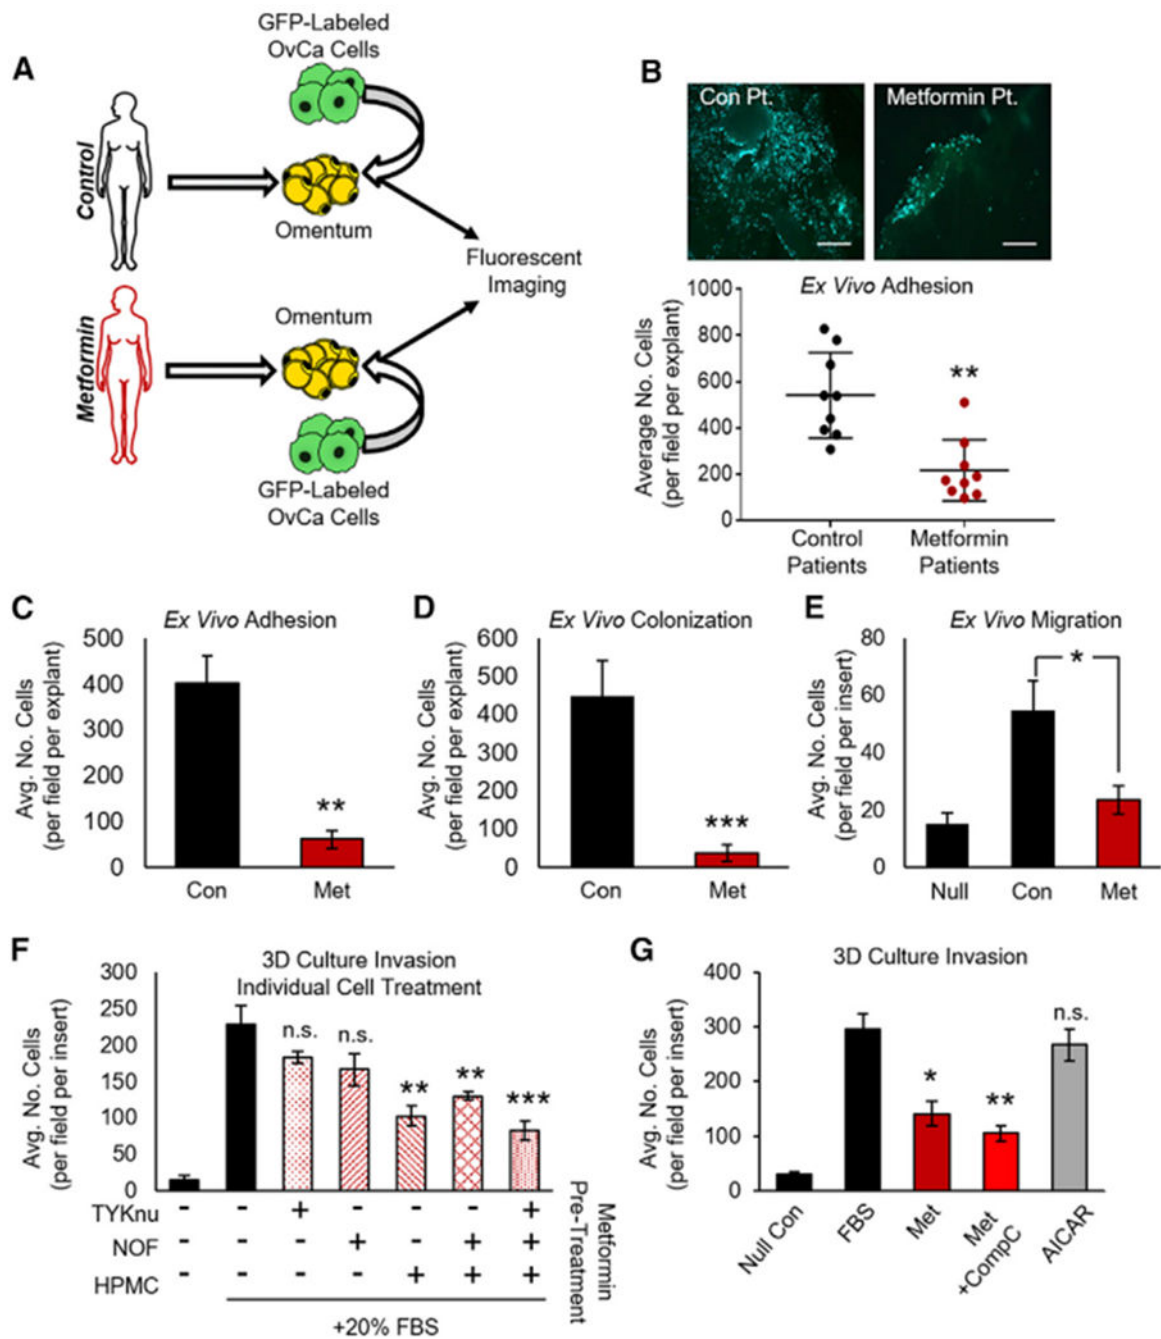 A
GFP-Labeled
OvCa Cells
Control
Omentum
Fluorescent
Imaging
Metformin
Omentum
GFP-Labeled
OvCa Cells
B
Con Pt.
Metformin Pt.
Ex Vivo Adhesion
Average No. Cells
(per field per explant)
1000
800
600
400
200
0
**
Control
Patients
Metformin
Patients
C
Ex Vivo Adhesion
Avg. No. Cells
(per field per explant)
500
400
300
200
100
0
**
Con
Met
D
Ex Vivo Colonization
Avg. No. Cells
(per field per explant)
600
500
400
300
200
100
0
***
Con
Met
E
Ex Vivo Migration
Avg. No. Cells
(per field per insert)
80
60
40
20
0
*
Null
Con
Met
F
3D Culture Invasion
Individual Cell Treatment
Avg. No. Cells
(per field per insert)
300
250
200
150
100
50
0
n.s.
n.s.
**
**
***
TYKnu - - + - - - +
NOF - - - + - + +
HPMC - - - - + + +
+20% FBS
Metformin
Pre-Treatment
G
3D Culture Invasion
Avg. No. Cells
(per field per insert)
400
300
200
100
0
*
**
n.s.
Null Con
FBS
Met
Met
+CompC
AICAR